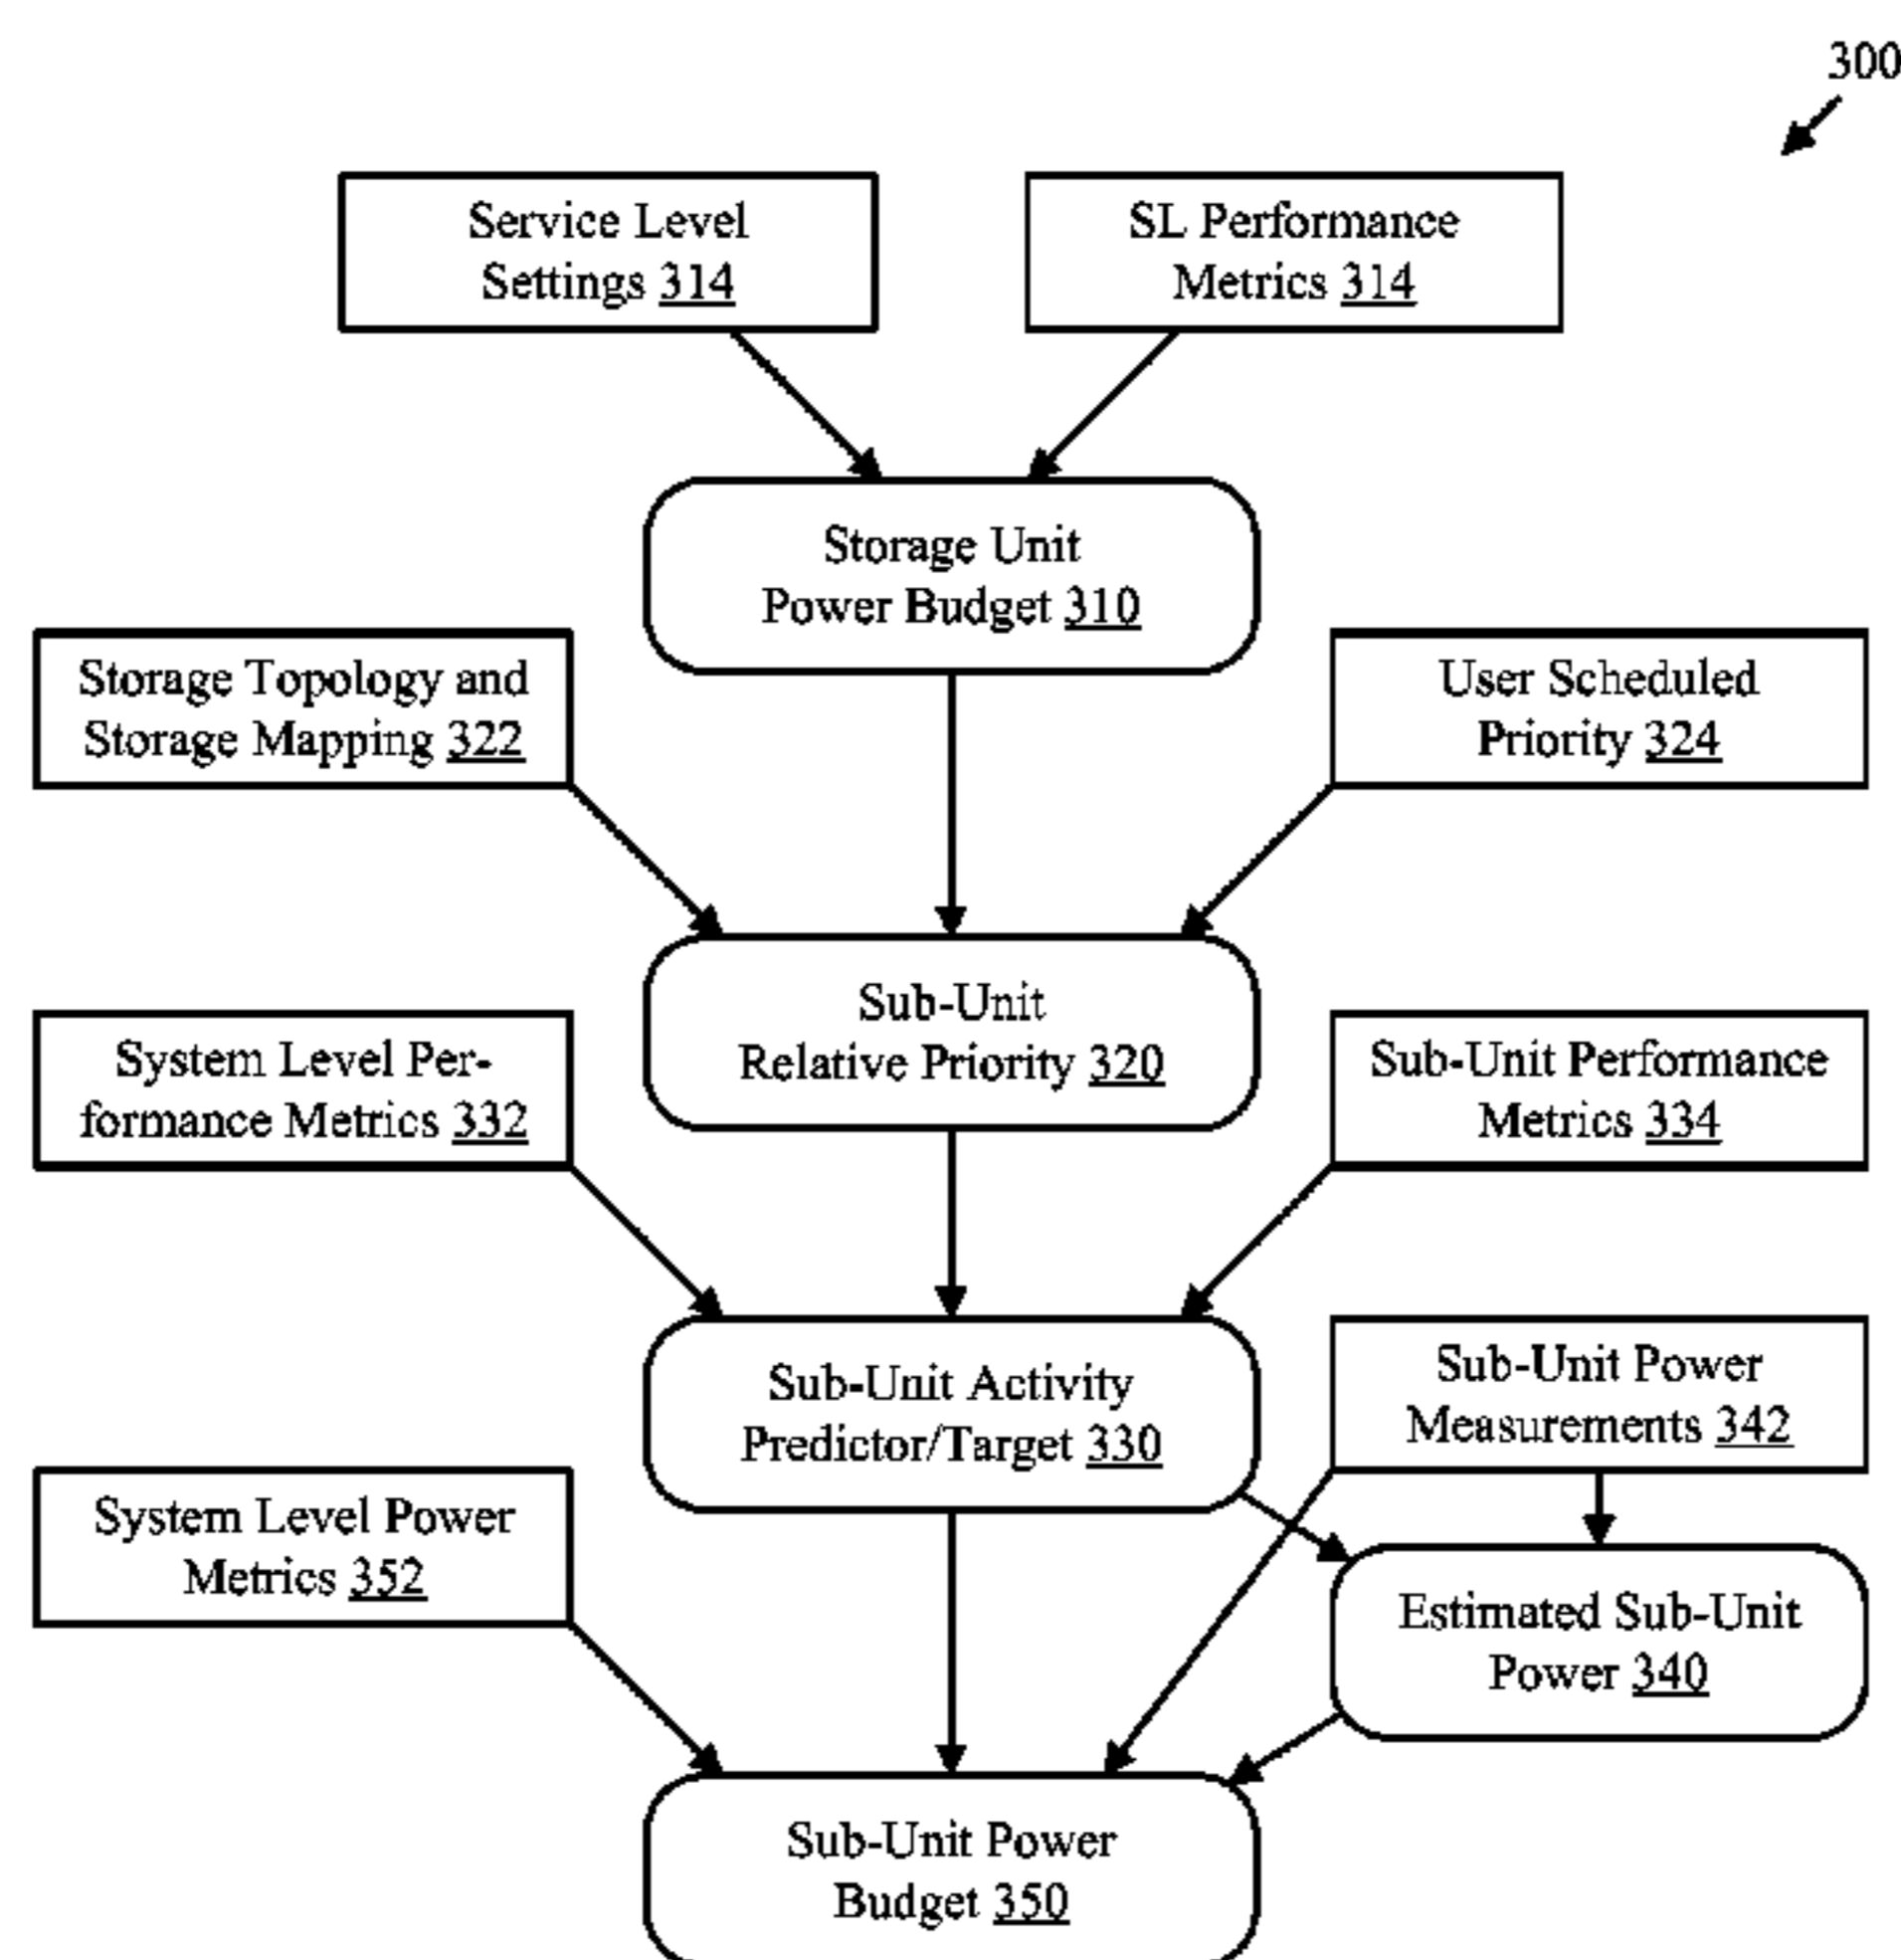 300
Service Level
Settings 314
SL Performance
Metrics 314
Storage Unit
Power Budget 310
Storage Topology and
Storage Mapping 322
User Scheduled
Priority 324
Sub-Unit
Relative Priority 320
System Level Per-
formance Metrics 332
Sub-Unit Performance
Metrics 334
Sub-Unit Activity
Predictor/Target 330
Sub-Unit Power
Measurements 342
System Level Power
Metrics 352
Estimated Sub-Unit
Power 340
Sub-Unit Power
Budget 350